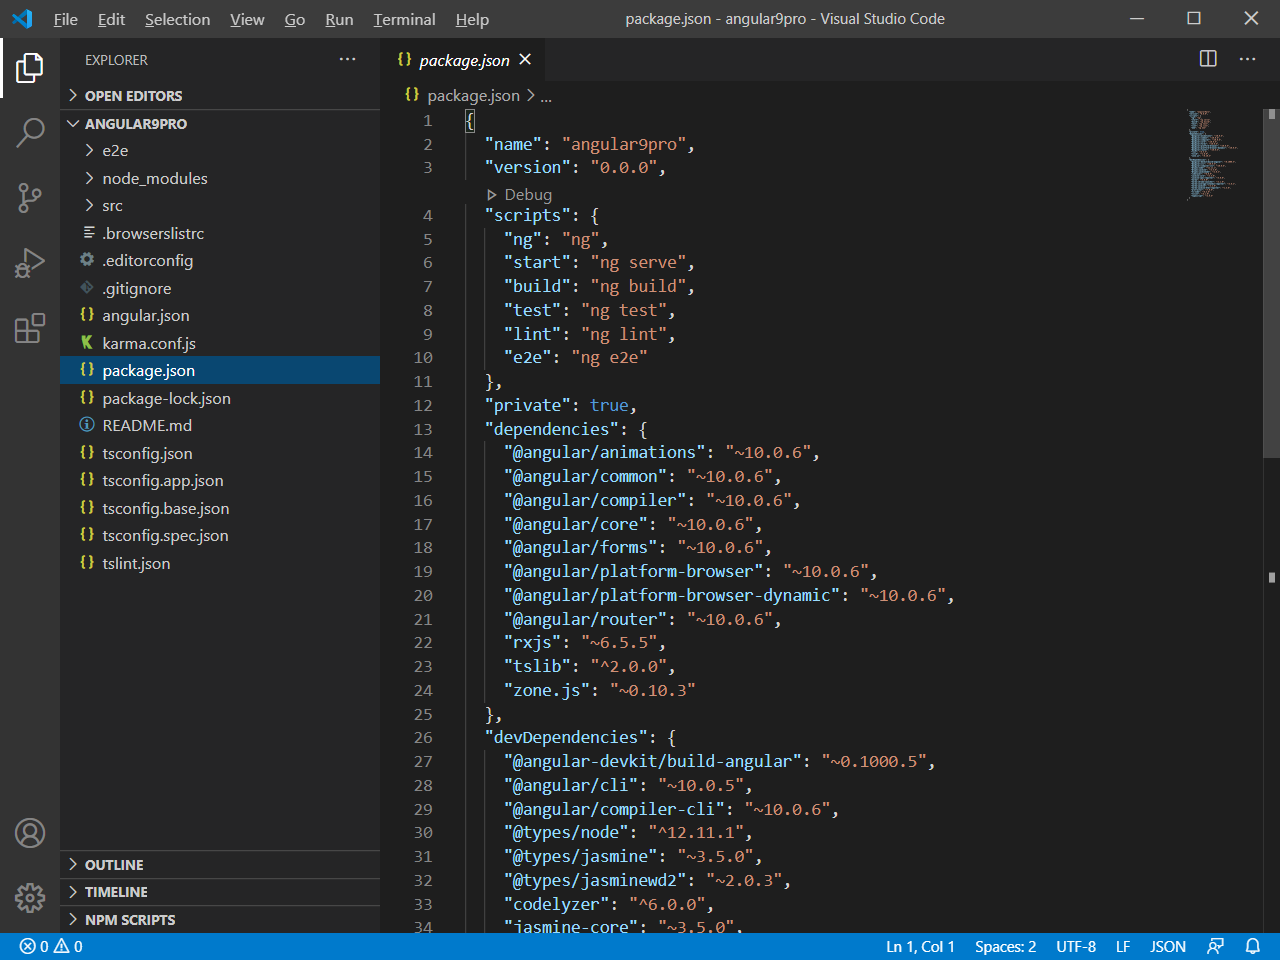 File Edit Selection View Go Run Terminal Help package.json - angular9pro - Visual Studio Code
EXPLORER
OPEN EDITORS
ANGULAR9PRO
e2e
node_modules
src
.browserslistrc
.editorconfig
.gitignore
angular.json
karma.conf.js
package.json
package-lock.json
README.md
tsconfig.json
tsconfig.app.json
tsconfig.base.json
tsconfig.spec.json
tslint.json
OUTLINE
TIMELINE
NPM SCRIPTS
{} package.json
{} package.json > ...
1 {
2 "name": "angular9pro",
3 "version": "0.0.0",
Debug
4 "scripts": {
5 "ng": "ng",
6 "start": "ng serve",
7 "build": "ng build",
8 "test": "ng test",
9 "lint": "ng lint",
10 "e2e": "ng e2e"
11 },
12 "private": true,
13 "dependencies": {
14 "@angular/animations": "~10.0.6",
15 "@angular/common": "~10.0.6",
16 "@angular/compiler": "~10.0.6",
17 "@angular/core": "~10.0.6",
18 "@angular/forms": "~10.0.6",
19 "@angular/platform-browser": "~10.0.6",
20 "@angular/platform-browser-dynamic": "~10.0.6",
21 "@angular/router": "~10.0.6",
22 "rxjs": "~6.5.5",
23 "tslib": "^2.0.0",
24 "zone.js": "~0.10.3"
25 },
26 "devDependencies": {
27 "@angular-devkit/build-angular": "~0.1000.5",
28 "@angular/cli": "~10.0.5",
29 "@angular/compiler-cli": "~10.0.6",
30 "@types/node": "^12.11.1",
31 "@types/jasmine": "~3.5.0",
32 "@types/jasminewd2": "~2.0.3",
33 "codelyzer": "^6.0.0",
34 "jasmine-core": "~3.5.0",
0 0 Ln 1, Col 1 Spaces: 2 UTF-8 LF JSON